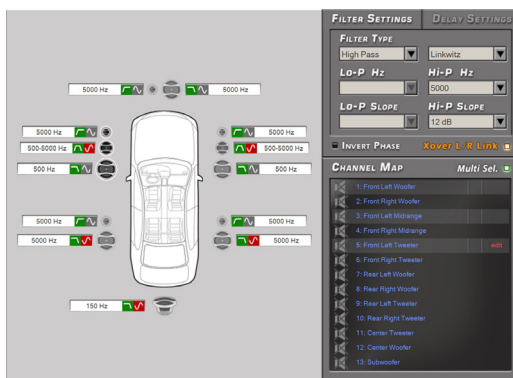 FILTER SETTINGS
DELAY SETTINGS
FILTER TYPE
High Pass
Linkwitz
LO-P HZ
HI-P HZ
5000
LO-P SLOPE
HI-P SLOPE
12 dB
INVERT PHASE
XOVER L-R LINK
CHANNEL MAP
Multi Sel.
1: Front Left Woofer
2: Front Right Woofer
3: Front Left Midrange
4: Front Right Midrange
5: Front Left Tweeter
edit
6: Front Right Tweeter
7: Rear Left Woofer
8: Rear Right Woofer
9: Rear Left Tweeter
10: Rear Right Tweeter
11: Center Tweeter
12: Center Woofer
13: Subwoofer
5000 Hz
5000 Hz
5000 Hz
5000 Hz
500-5000 Hz
500-5000 Hz
500 Hz
500 Hz
5000 Hz
5000 Hz
5000 Hz
5000 Hz
150 Hz